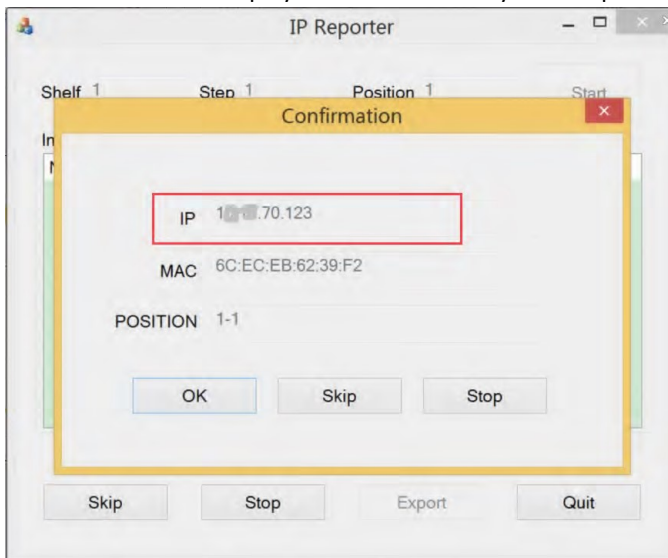 IP Reporter
Shelf 1 Step 1 Position 1 Start
Confirmation
IP .70.123
MAC 6C:EC:EB:62:39:F2
POSITION 1-1
OK Skip Stop
Skip Stop Export Quit